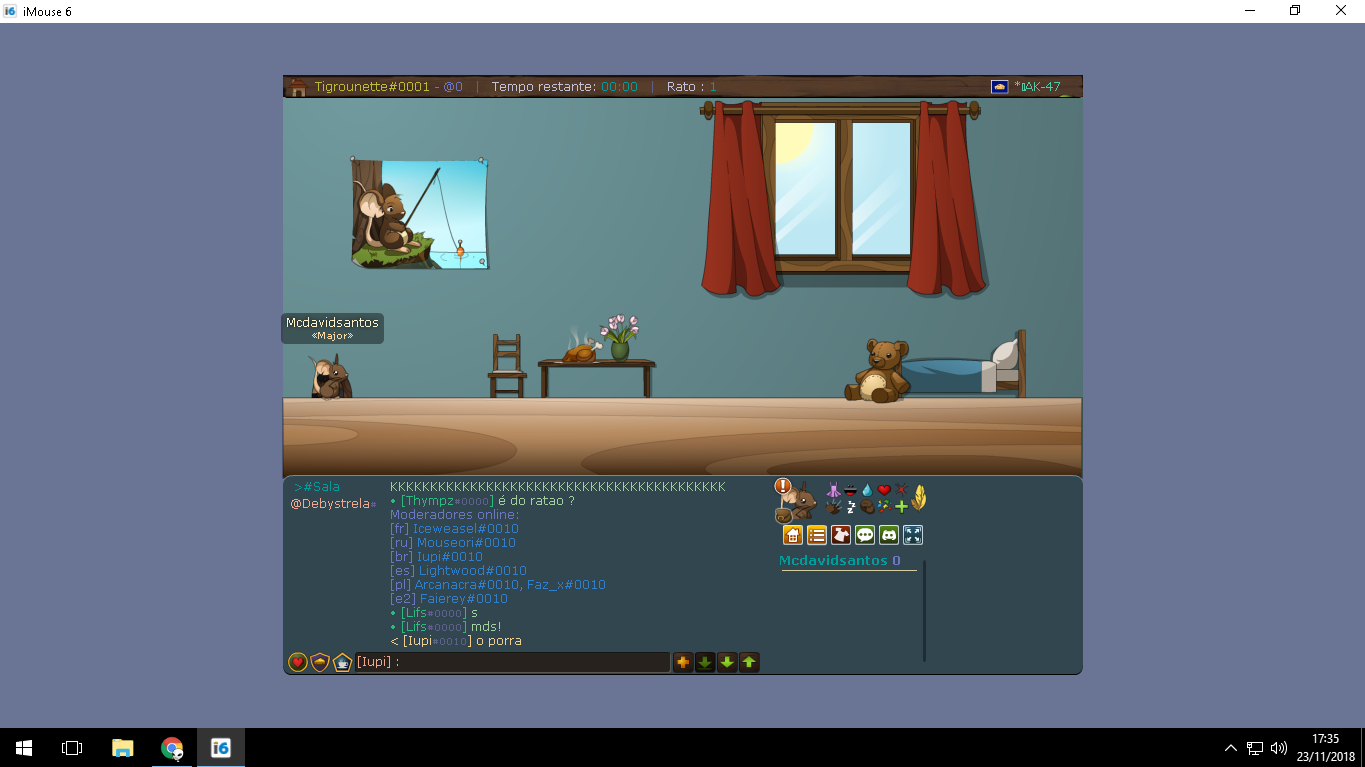 iMouse 6
Tigrounette#0001 - @0 | Tempo restante: 00:00 | Rato : 1
AK-47
Mcdavidsantos
«Major»
>#Sala
@Debystrela
KKKKKKKKKKKKKKKKKKKKKKKKKKKKKKKKKKKKKKKKKK
• [Thympz#0000] é do ratao ?
Moderadores online:
[fr] Iceweasel#0010
[ru] Mouseori#0010
[br] Iupi#0010
[es] Lightwood#0010
[pl] Arcanacra#0010, Faz_x#0010
[e2] Faierey#0010
• [Lifs#0000] s
• [Lifs#0000] mds!
< [Iupi#0010] o porra
[Iupi] :
Mcdavidsantos 0
i6
17:35
23/11/2018